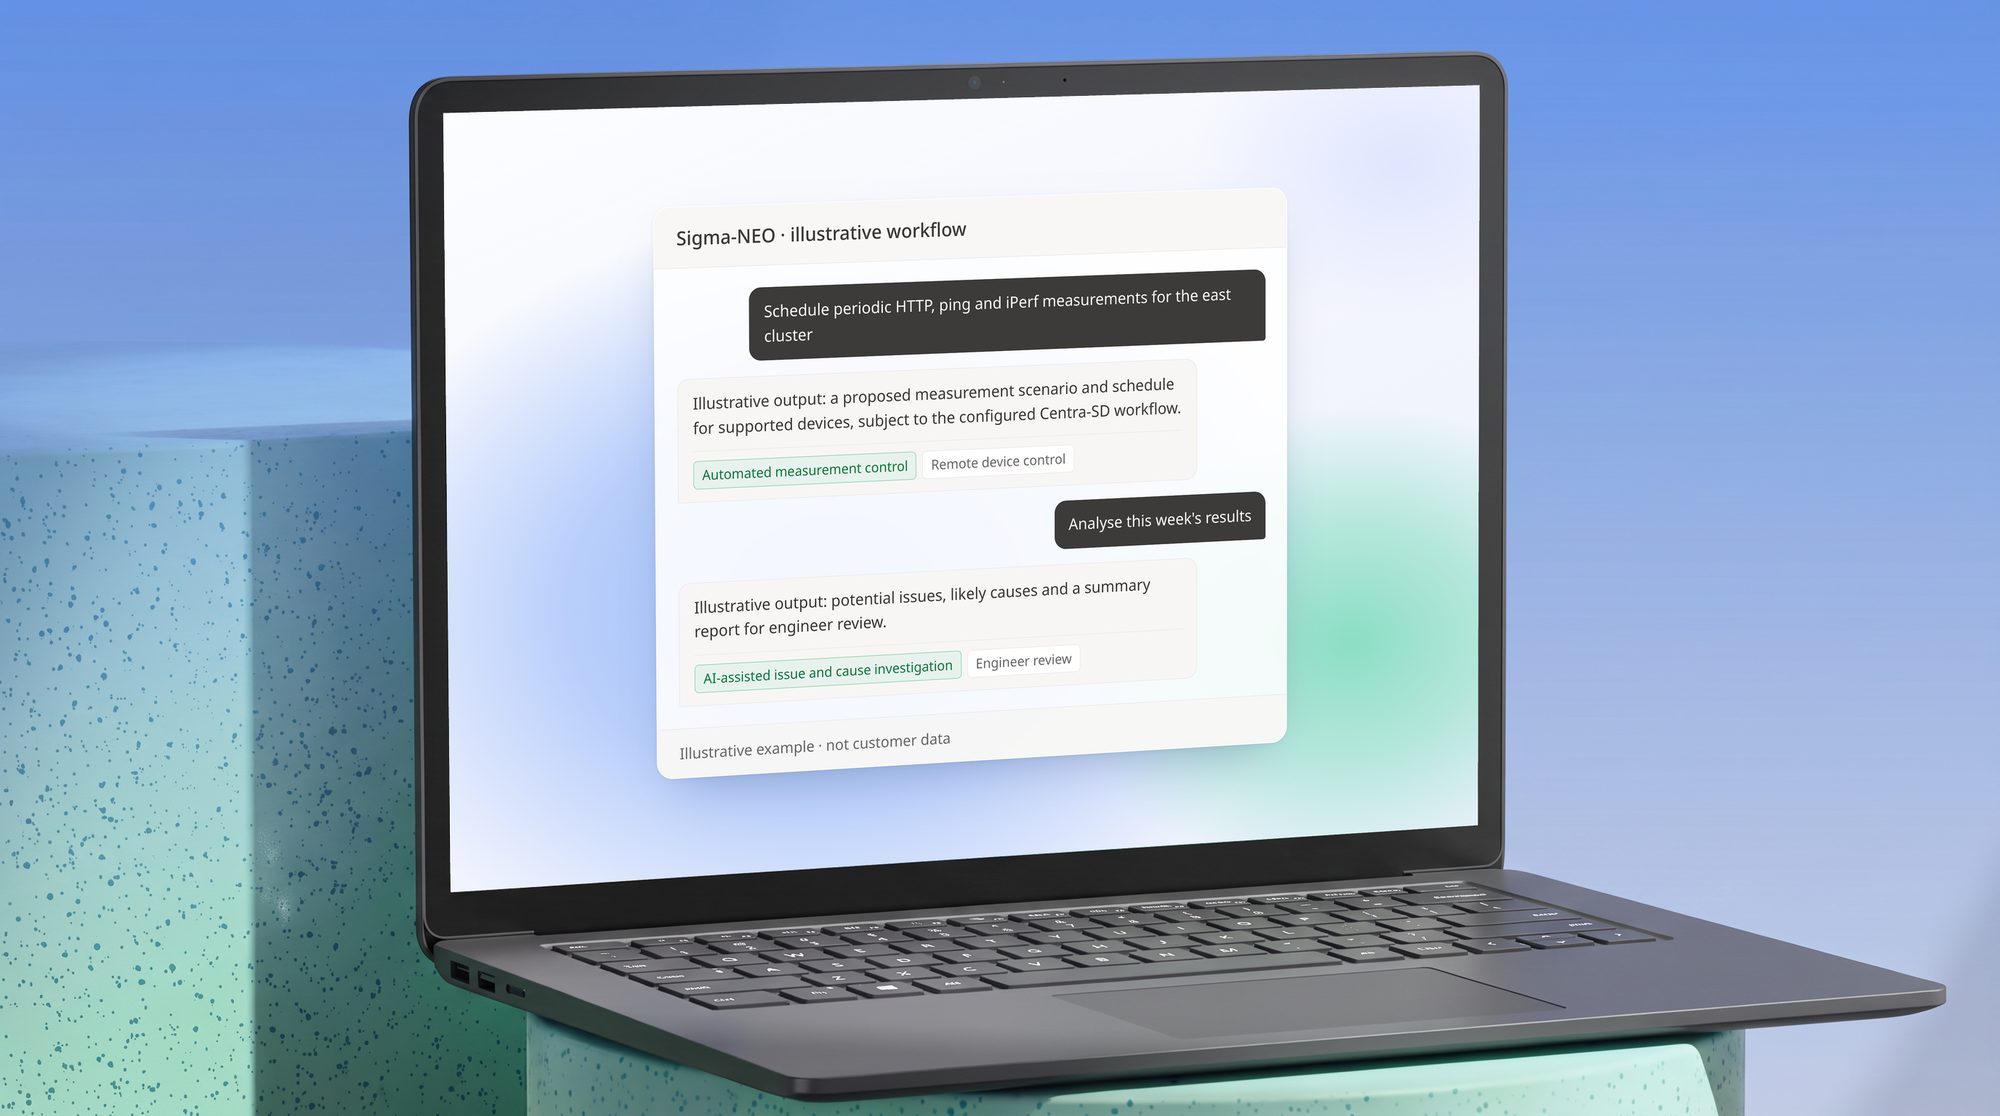 Sigma-NEO · illustrative workflow
Schedule periodic HTTP, ping and iPerf measurements for the east
cluster
Illustrative output: a proposed measurement scenario and schedule
for supported devices, subject to the configured Centra-SD workflow.
Automated measurement control
Remote device control
Analyse this week's results
Illustrative output: potential issues, likely causes and a summary
report for engineer review.
AI-assisted issue and cause investigation
Engineer review
Illustrative example · not customer data